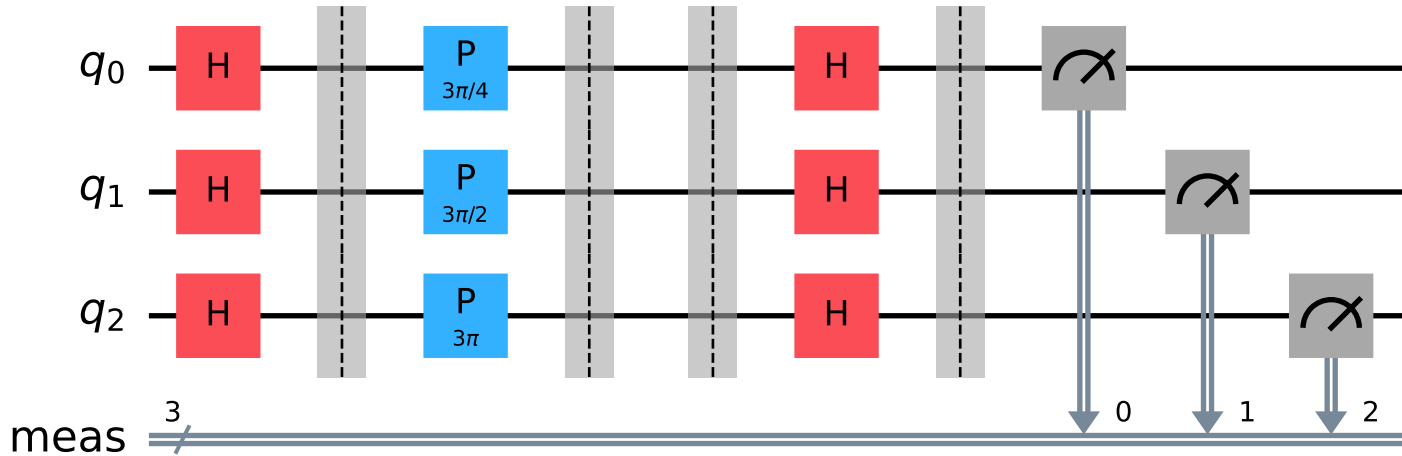 q0 H P 3π/4 H
q1 H P 3π/2 H
q2 H P 3π H
meas 3 0 1 2